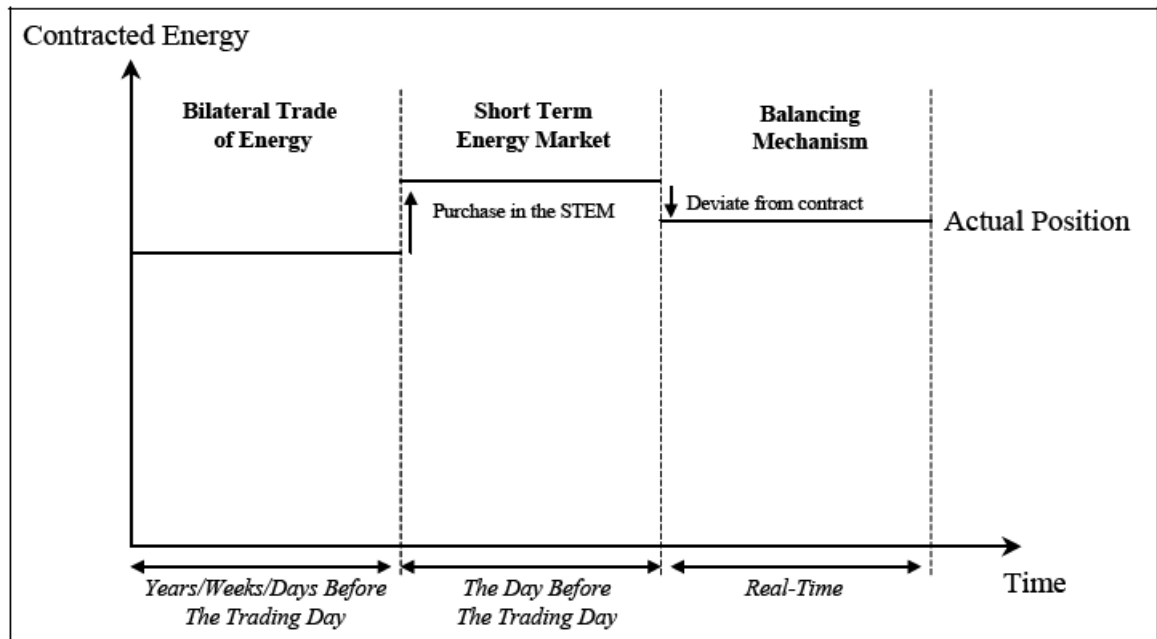 Contracted Energy
Bilateral Trade
of Energy
Short Term
Energy Market
Balancing
Mechanism
Purchase in the STEM
Deviate from contract
Actual Position
Years/Weeks/Days Before
The Trading Day
The Day Before
The Trading Day
Real-Time
Time